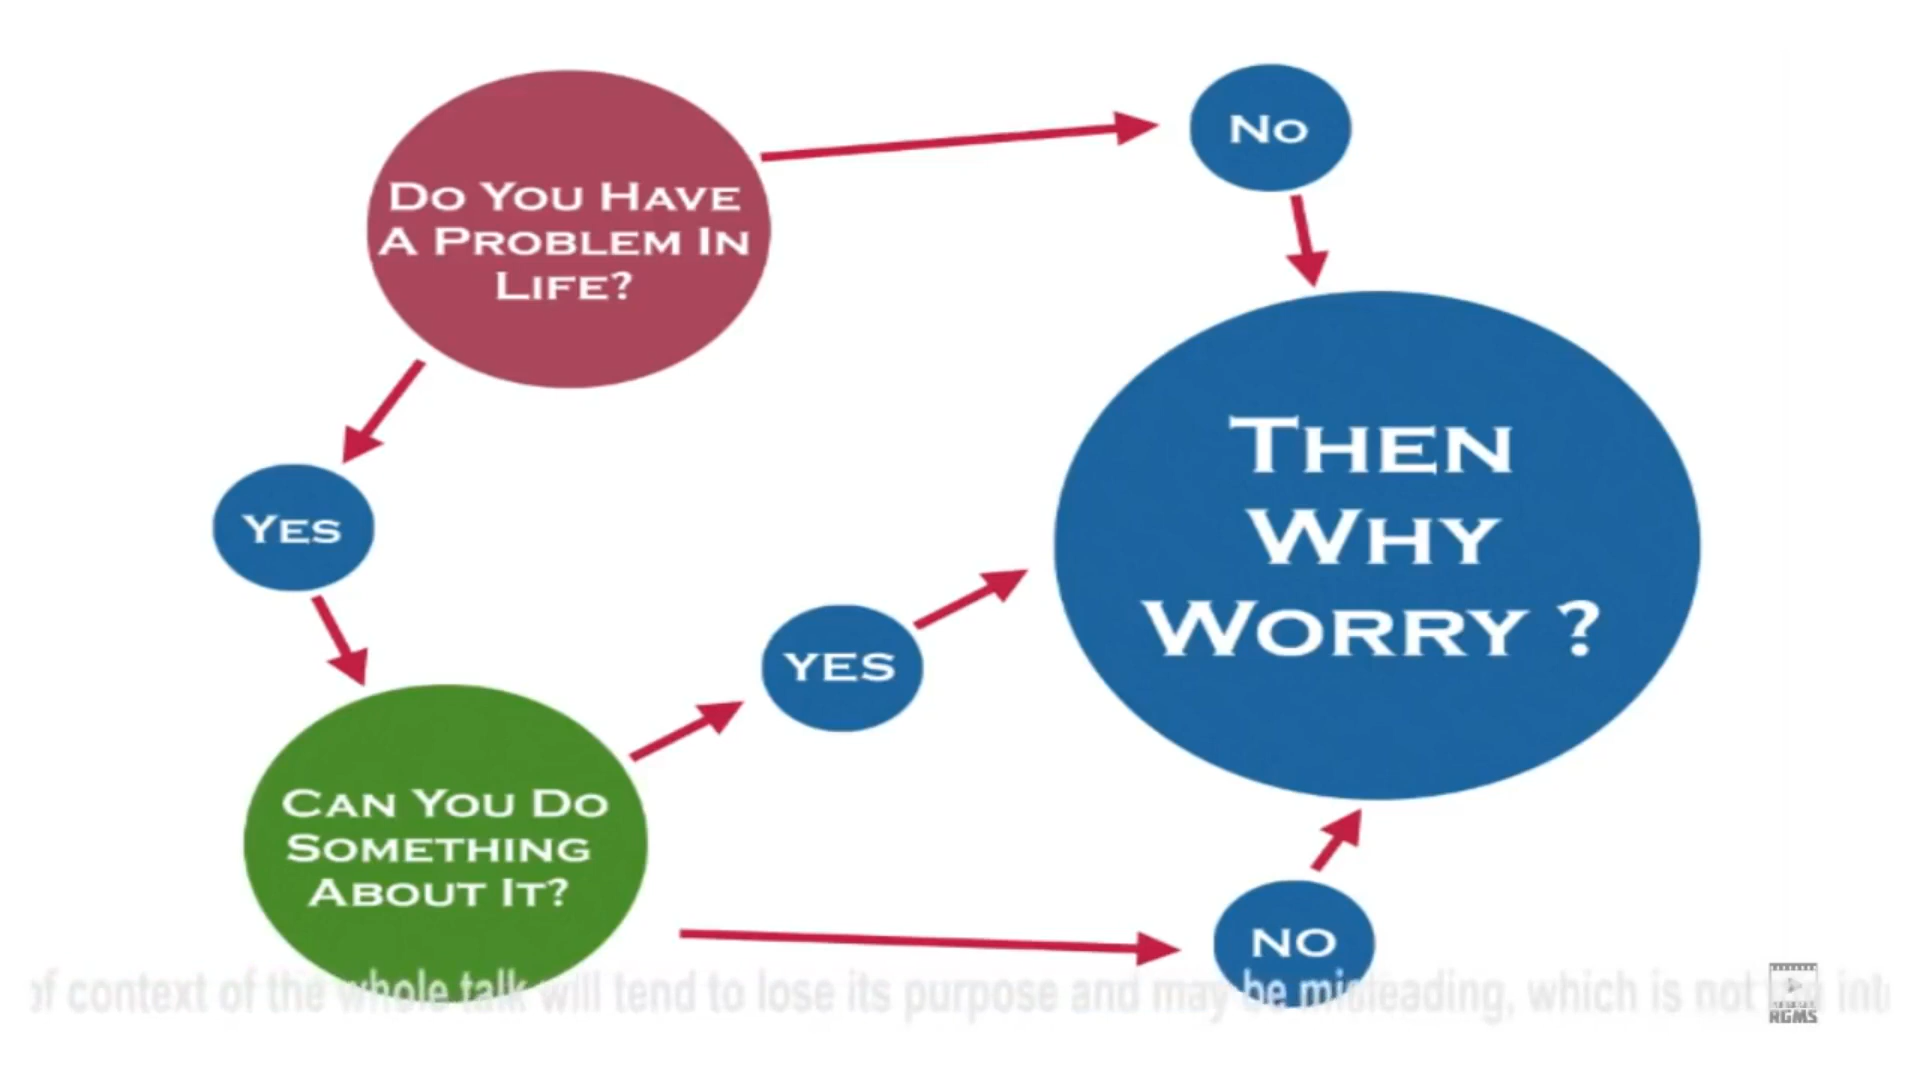 Do You Have
A Problem In
Life?
No
Yes
Then
Why
Worry ?
YES
Can You Do
Something
About It?
NO
of context of the whole talk will tend to lose its purpose and may be misleading, which is not
RGMS